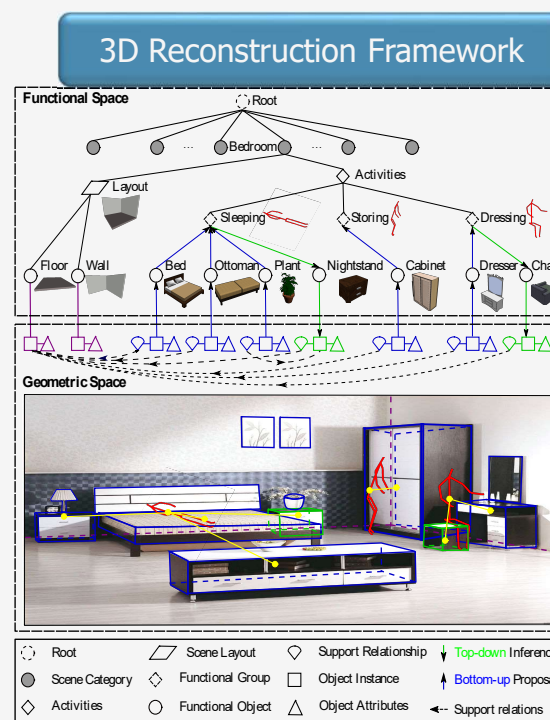 3D Reconstruction Framework
Functional Space
Root
... Bedroom ...
Layout
Activities
Sleeping Storing Dressing
Floor Wall Bed Ottoman Plant Nightstand Cabinet Dresser
Geometric Space
Root Scene Layout Support Relationship Top-down
Scene Category Functional Group Object Instance Bottom-up
Activities Functional Object Object Attributes Support relations